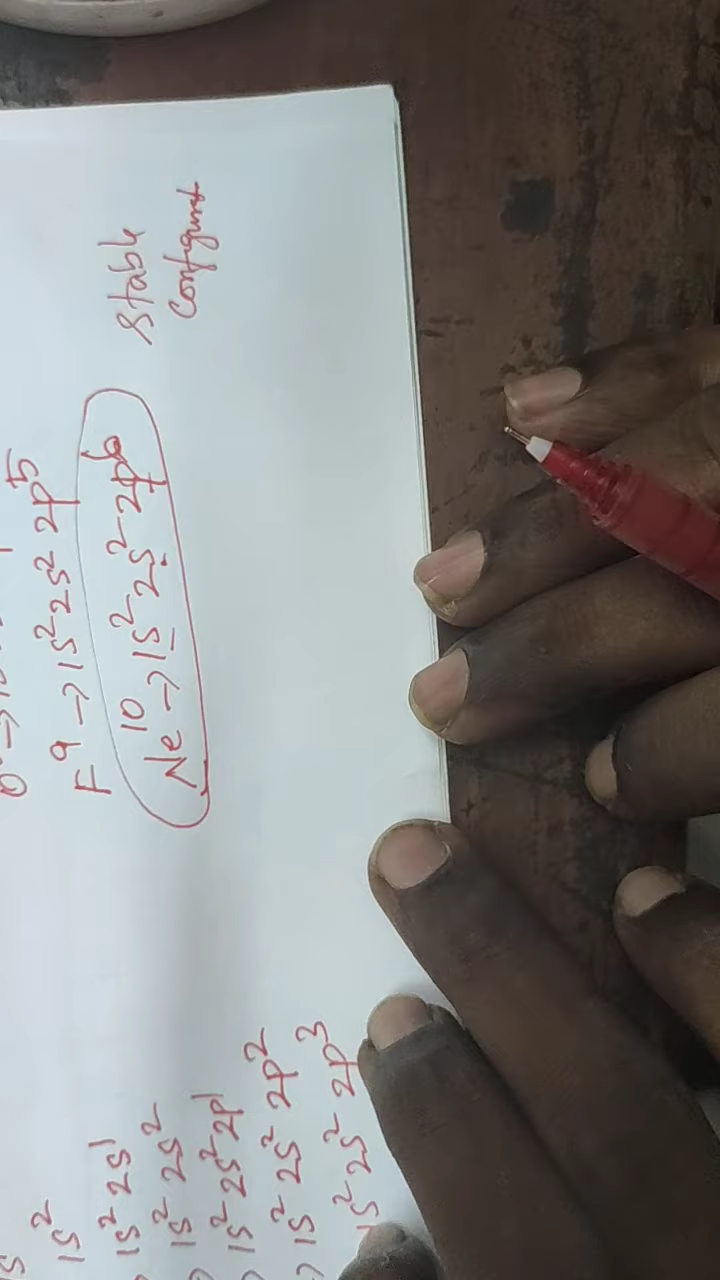 1s²
1s² 2s¹
1s² 2s²
1s² 2s² 2p¹
1s² 2s² 2p²
1s² 2s² 2p³
F⁹ → 1s² 2s² 2p⁵
Ne¹⁰ → 1s² 2s² 2p⁶
Stable